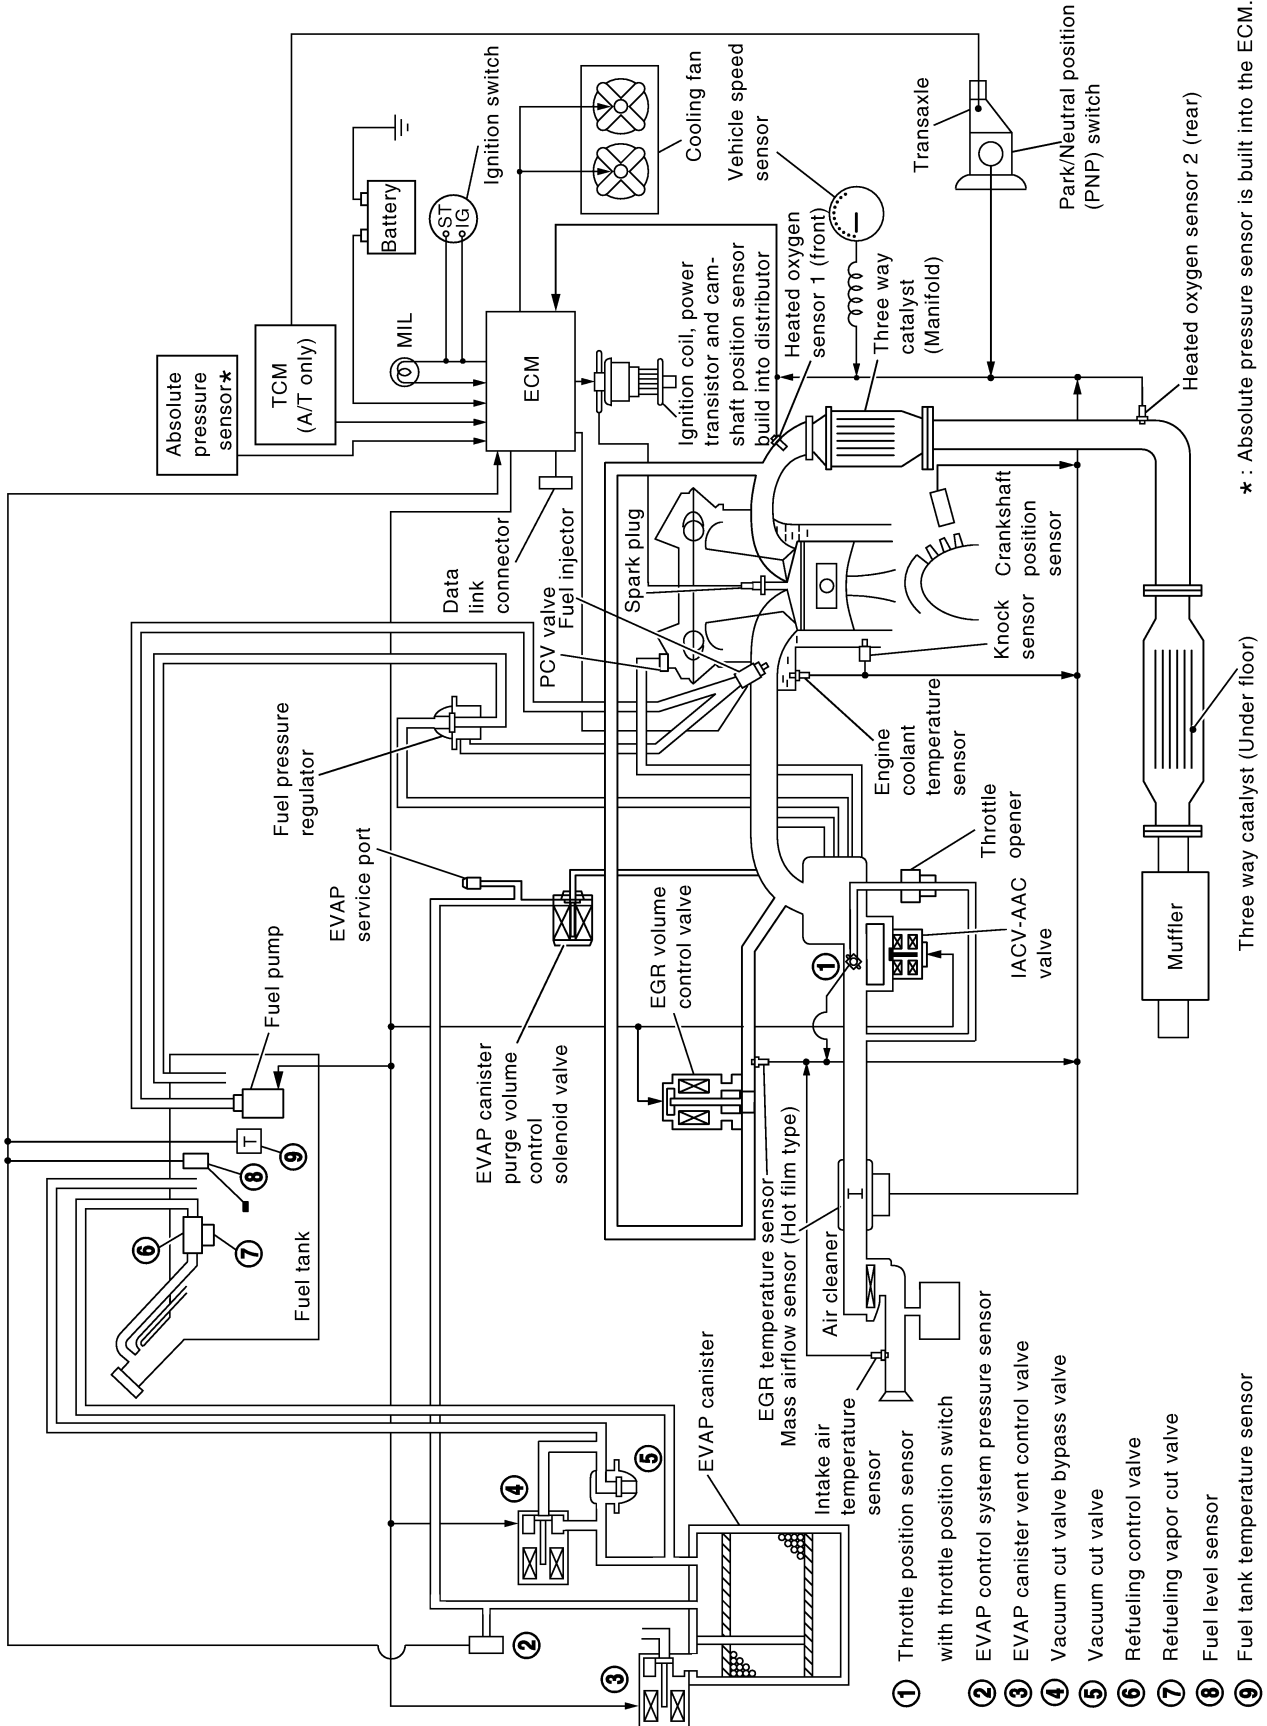 Absolute
pressure
sensor*
TCM
(A/T only)
MIL
Battery
ST
IG
Ignition switch
ECM
Cooling fan
Vehicle speed
sensor
Transaxle
Park/Neutral position
(PNP) switch
Ignition coil, power
transistor and cam-
shaft position sensor
build into distributor
Heated oxygen
sensor 1 (front)
Three way
catalyst
(Manifold)
Heated oxygen sensor 2 (rear)
* : Absolute pressure sensor is built into the ECM.
Data
link
connector
PCV valve
Fuel injector
Spark plug
Crankshaft
position
sensor
Knock
sensor
Engine
coolant
temperature
sensor
Fuel pressure
regulator
EVAP
service port
Fuel pump
Throttle
opener
IACV-AAC
valve
Muffler
Three way catalyst (Under floor)
EGR volume
control valve
EVAP canister
purge volume
control
solenoid valve
T
1
9
8
6
7
Fuel tank
EGR temperature sensor
Mass airflow sensor (Hot film type)
Air cleaner
Intake air
temperature
sensor
EVAP canister
5
4
2
3
1 Throttle position sensor
with throttle position switch
2 EVAP control system pressure sensor
3 EVAP canister vent control valve
4 Vacuum cut valve bypass valve
5 Vacuum cut valve
6 Refueling control valve
7 Refueling vapor cut valve
8 Fuel level sensor
9 Fuel tank temperature sensor